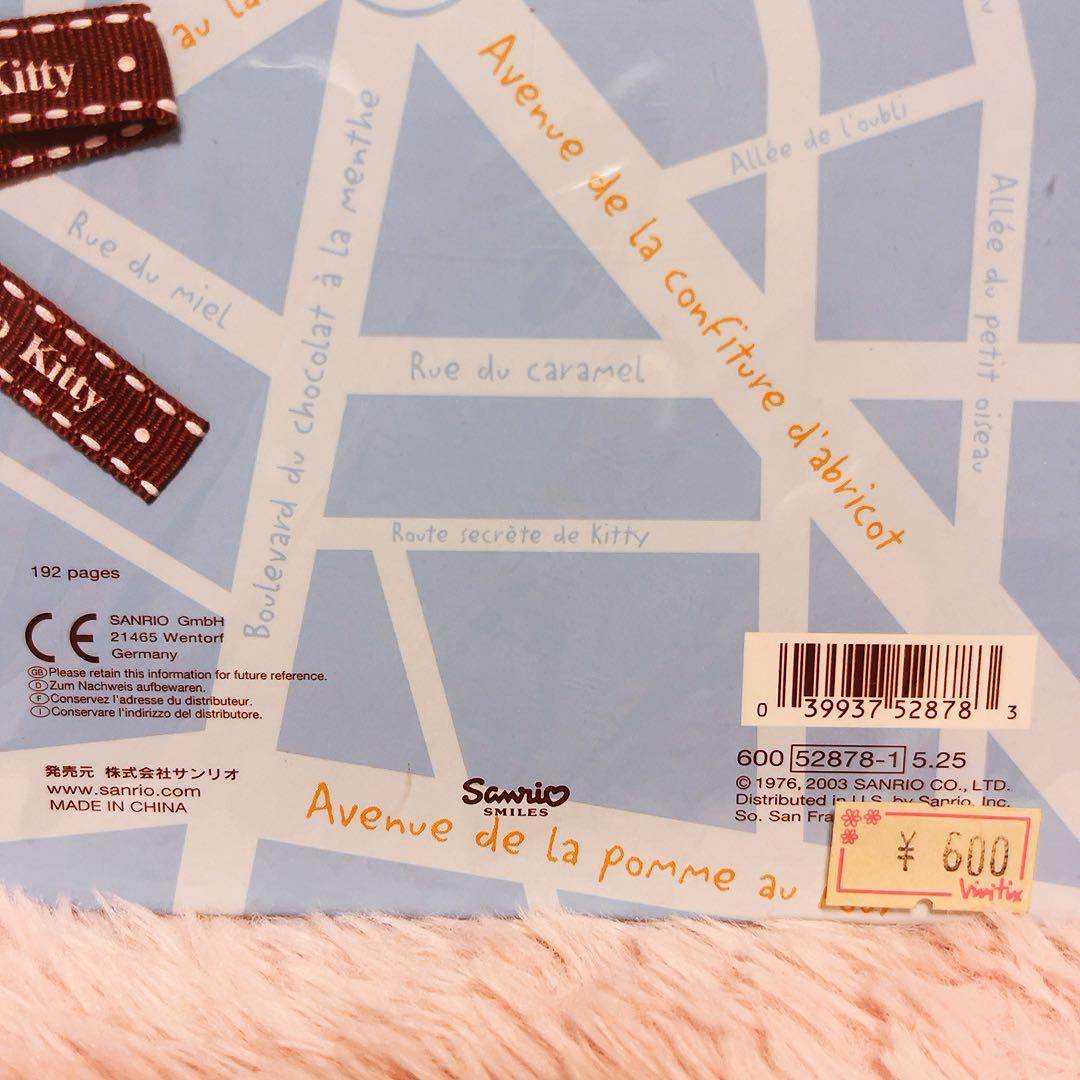 au
Kitty
Kitty
Avenue de la confiture d'abricot
Allée de l'oubli
Allée du petit oiseau
Rue du miel
Boulevard du chocolat à la menthe
Rue du caramel
Route secrète de Kitty
192 pages
CE
SANRIO GmbH
21465 Wentorf
Germany
GB Please retain this information for future reference.
D Zum Nachweis aufbewaren.
F Conservez l'adresse du distributeur.
I Conservare l'indirizzo del distributore.
発売元 株式会社サンリオ
www.sanrio.com
MADE IN CHINA
Sanrio
SMILES
Avenue de la pomme au
0 39937 52878 3
600 52878-1 5.25
© 1976, 2003 SANRIO CO., LTD.
Distributed in U.S. by Sanrio, Inc.
So. San
¥ 600